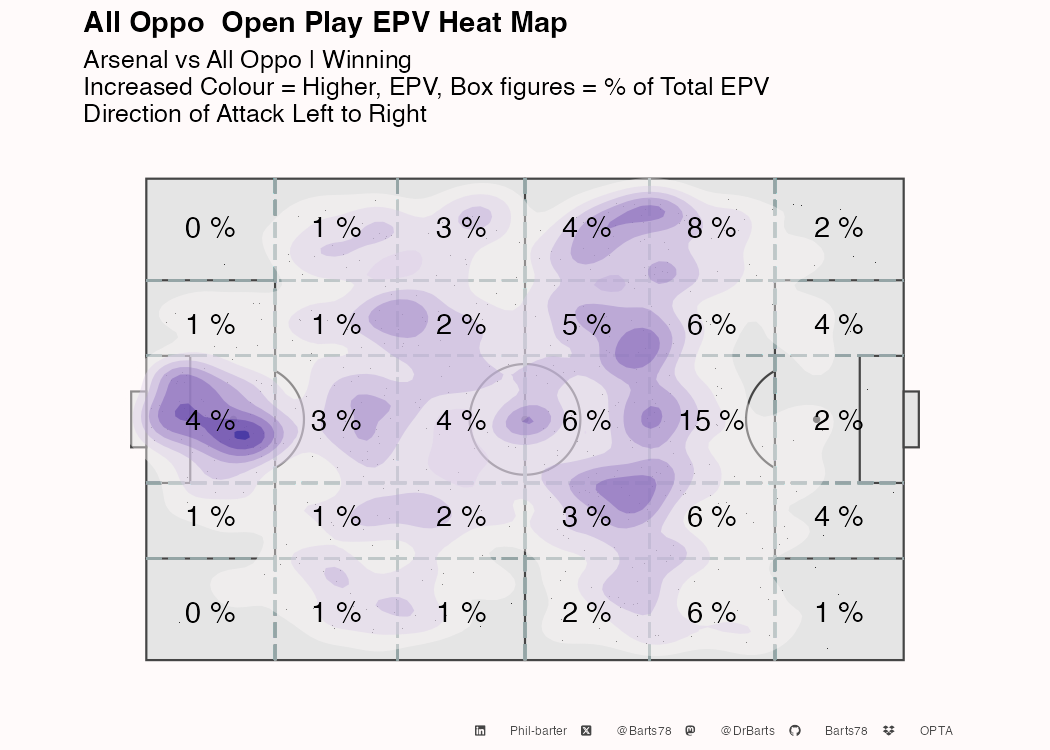 All Oppo  Open Play EPV Heat Map
Arsenal vs All Oppo | Winning
Increased Colour = Higher, EPV, Box figures = % of Total EPV
Direction of Attack Left to Right
0 % 1 % 3 % 4 % 8 % 2 %
1 % 1 % 2 % 5 % 6 % 4 %
4 % 3 % 4 % 6 % 15 % 2 %
1 % 1 % 2 % 3 % 6 % 4 %
0 % 1 % 1 % 2 % 6 % 1 %
Phil-barter @Barts78 @DrBarts Barts78 OPTA